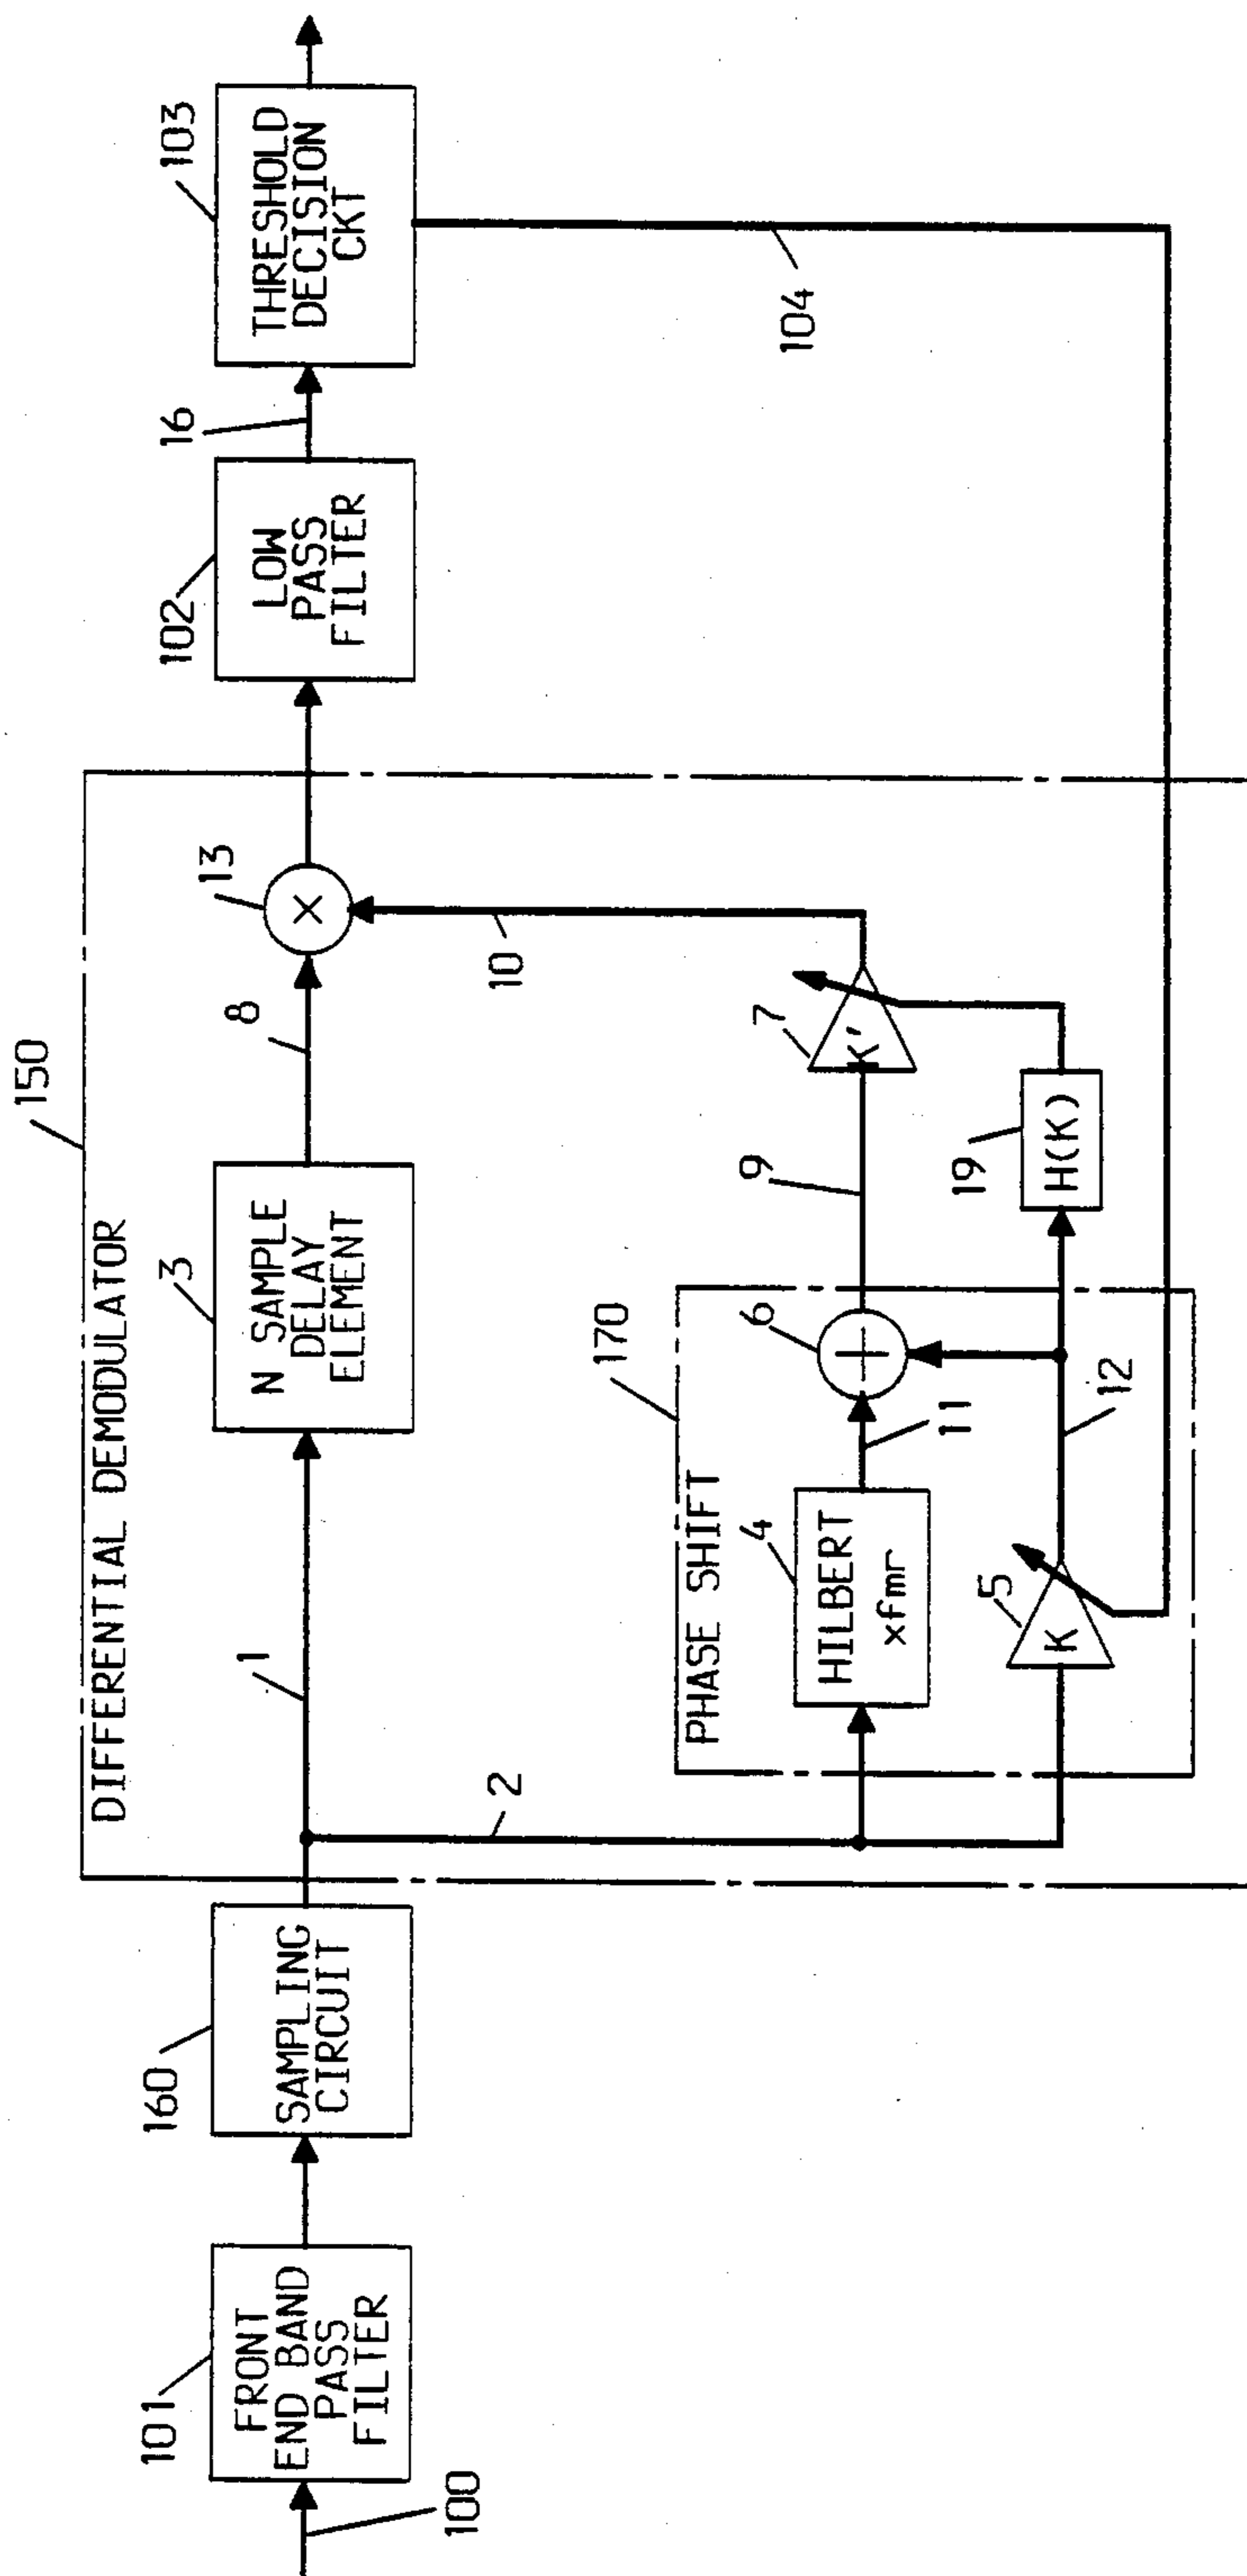 100
101
FRONT
END BAND
PASS
FILTER
160
SAMPLING
CIRCUIT
150
DIFFERENTIAL DEMODULATOR
1
2
3
N SAMPLE
DELAY
ELEMENT
8
13
×
10
170
PHASE SHIFT
4
HILBERT
xfmr
11
6
+
9
7
K'
5
K
12
19
H(K)
102
LOW
PASS
FILTER
16
103
THRESHOLD
DECISION
CKT
104